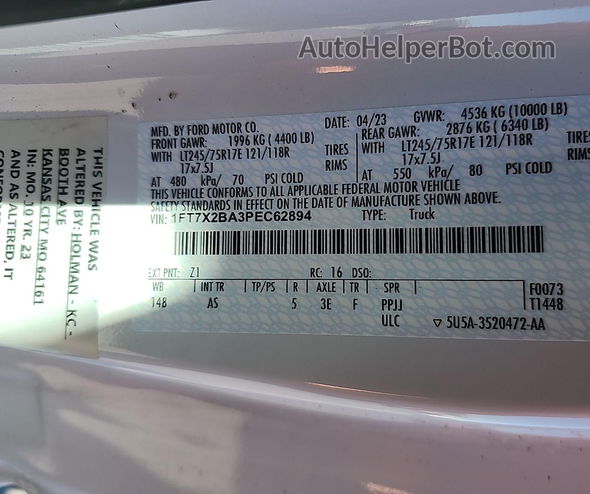 AutoHelperBot.com
MFD. BY FORD MOTOR CO.
DATE: 04/23
GVWR: 4536 KG (10000 LB)
FRONT GAWR: 1996 KG (4400 LB)
REAR GAWR: 2876 KG (6340 LB)
WITH LT245/75R17E 121/118R TIRES
WITH LT245/75R17E 121/118R TIRES
17x7.5J RIMS
17x7.5J RIMS
AT 480 kPa/ 70 PSI COLD
AT 550 kPa/ 80 PSI COLD
THIS VEHICLE CONFORMS TO ALL APPLICABLE FEDERAL MOTOR VEHICLE
SAFETY STANDARDS IN EFFECT ON THE DATE OF MANUFACTURE SHOWN ABOVE.
VIN: 1FT7X2BA3PEC62894 TYPE: Truck
EXT PNT: Z1 RC: 16 DSO:
WB INT TR TP/PS R AXLE TR SPR F0073
148 AS 5 3E F PPJJ T1448
ULC 5U5A-3520472-AA
THIS VEHICLE WAS
ALTERED BY: HOLMAN - KC -
BOOTH AVE
KANSAS CITY MO 64161
IN: MO. 10 YR. 23
AND AS ALTERED, IT